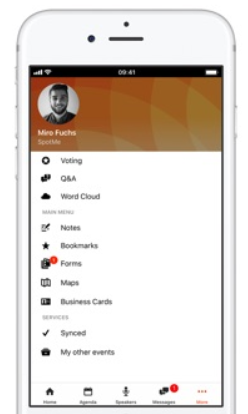 09:41
Miro Fuchs
SpotMe
Voting
Q&A
Word Cloud
MAIN MENU
Notes
Bookmarks
1
Forms
Maps
Business Cards
SERVICES
Synced
My other events
Home
Agenda
Speakers
Messages
More